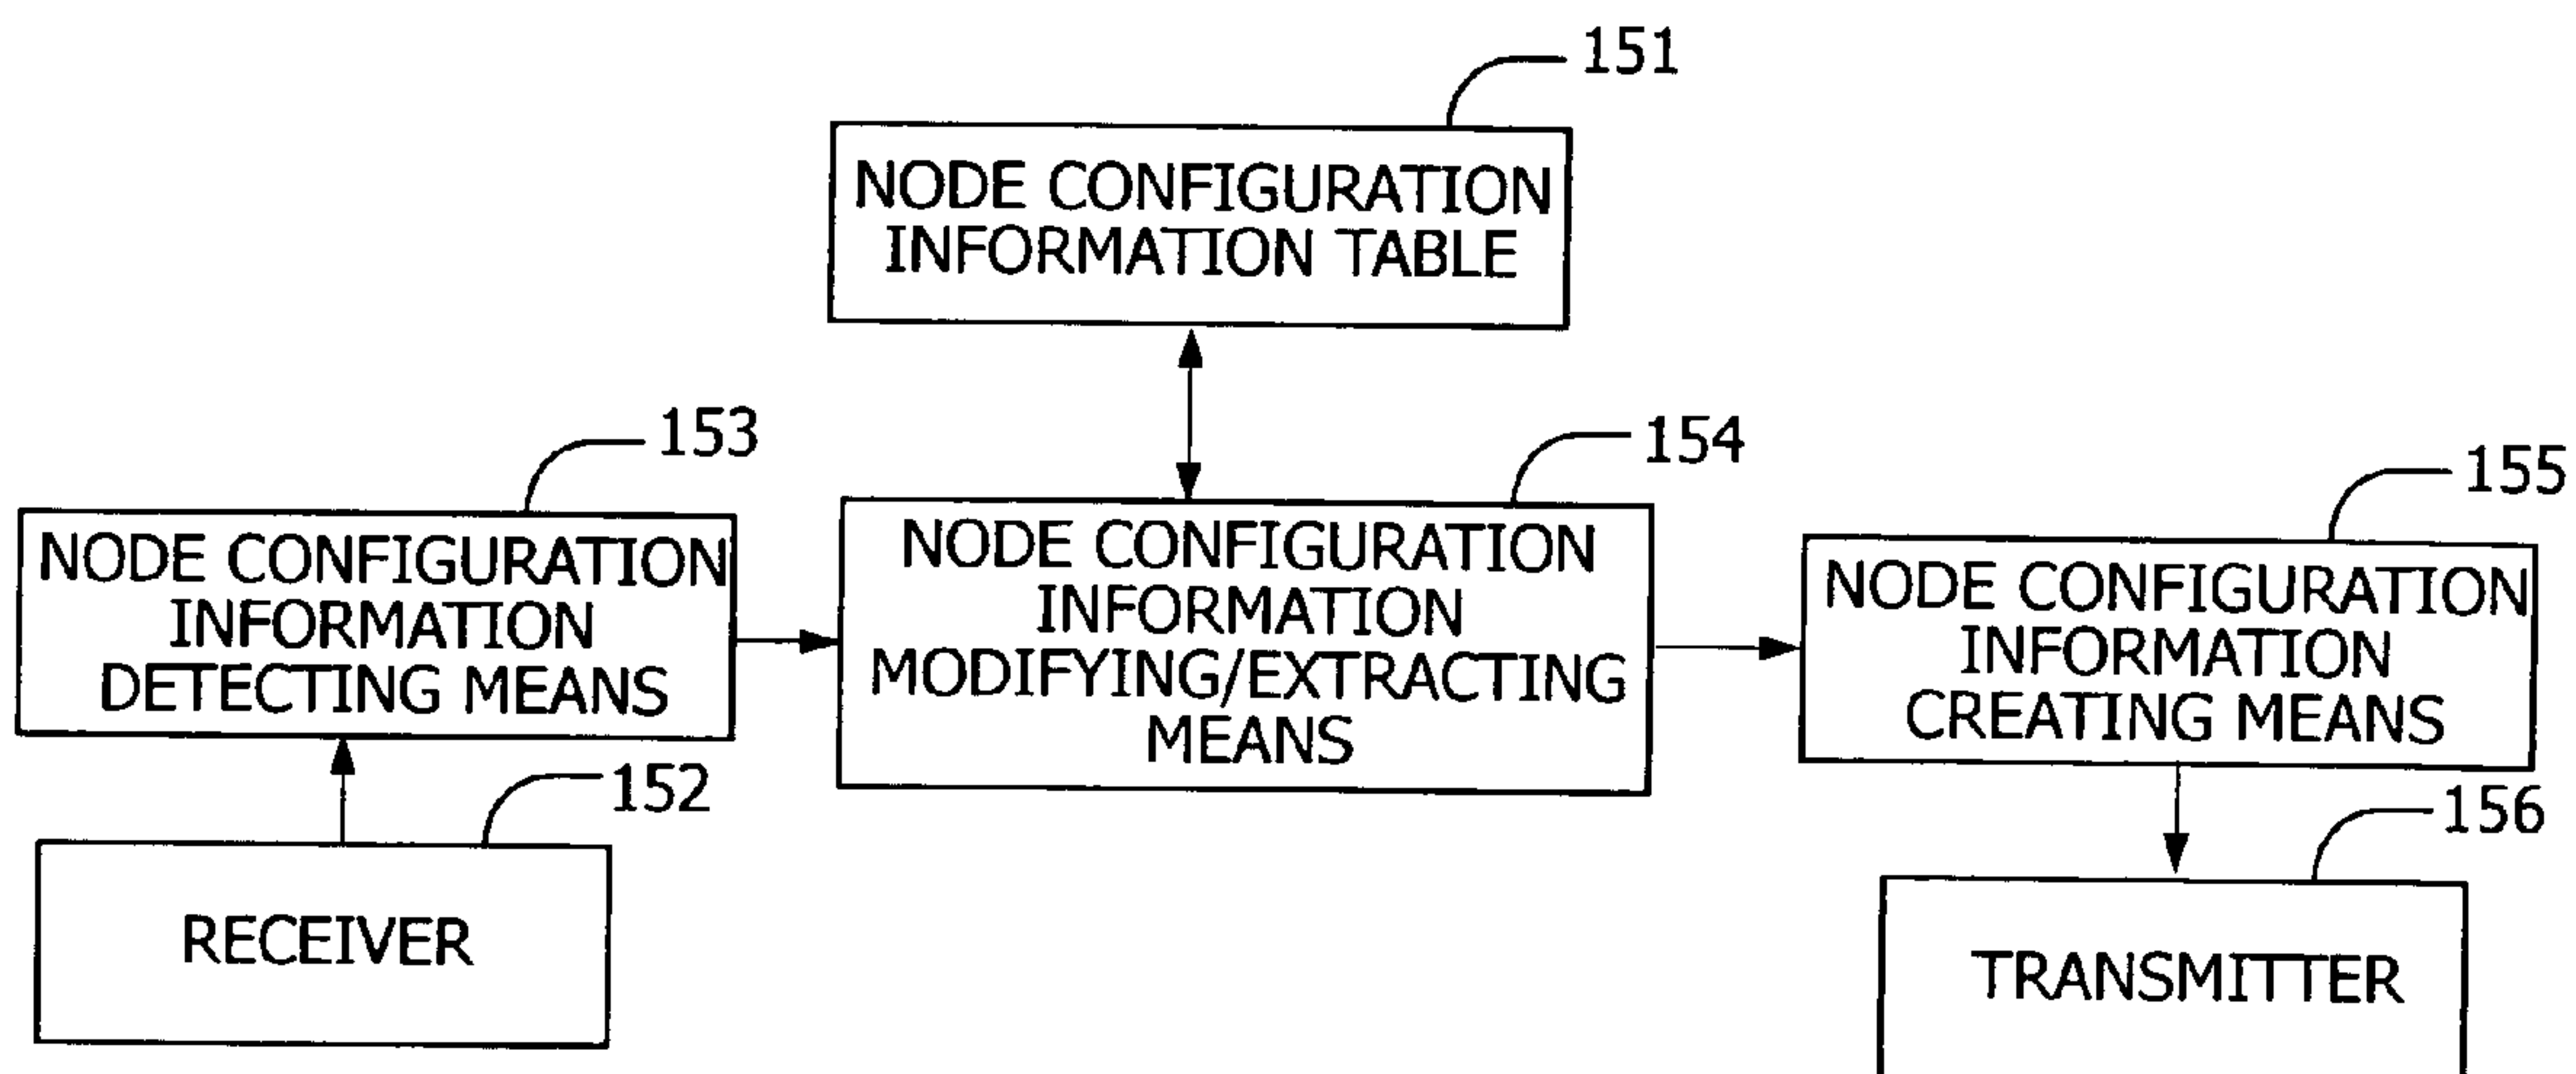 151
NODE CONFIGURATION
INFORMATION TABLE
153
NODE CONFIGURATION
INFORMATION
DETECTING MEANS
154
NODE CONFIGURATION
INFORMATION
MODIFYING/EXTRACTING
MEANS
155
NODE CONFIGURATION
INFORMATION
CREATING MEANS
152
RECEIVER
156
TRANSMITTER